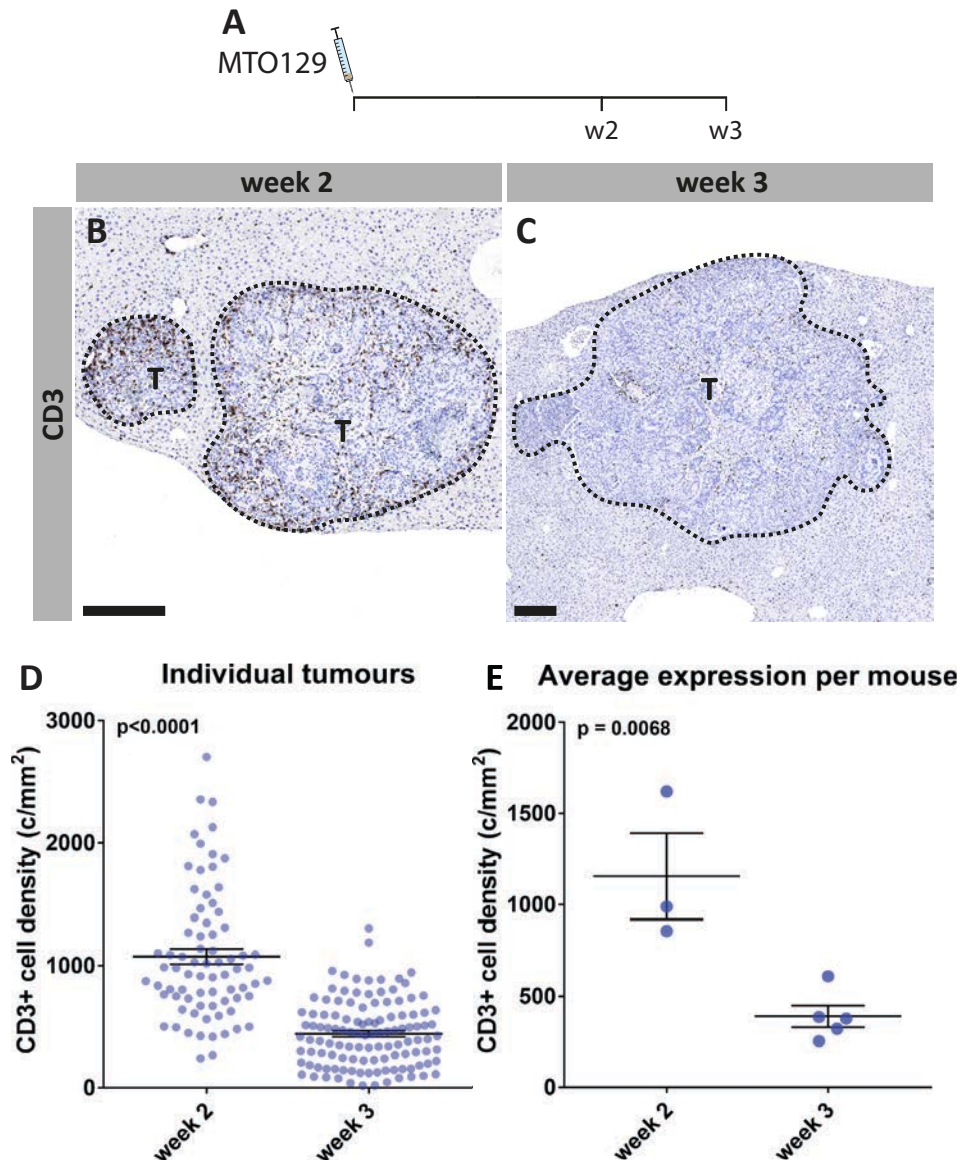 A
MTO129
w2 w3
week 2 week 3
CD3
B C
T T T
D Individual tumours
p<0.0001
CD3+ cell density (c/mm²)
3000
2000
1000
0
week 2 week 3
E Average expression per mouse
p = 0.0068
CD3+ cell density (c/mm²)
2000
1500
1000
500
0
week 2 week 3